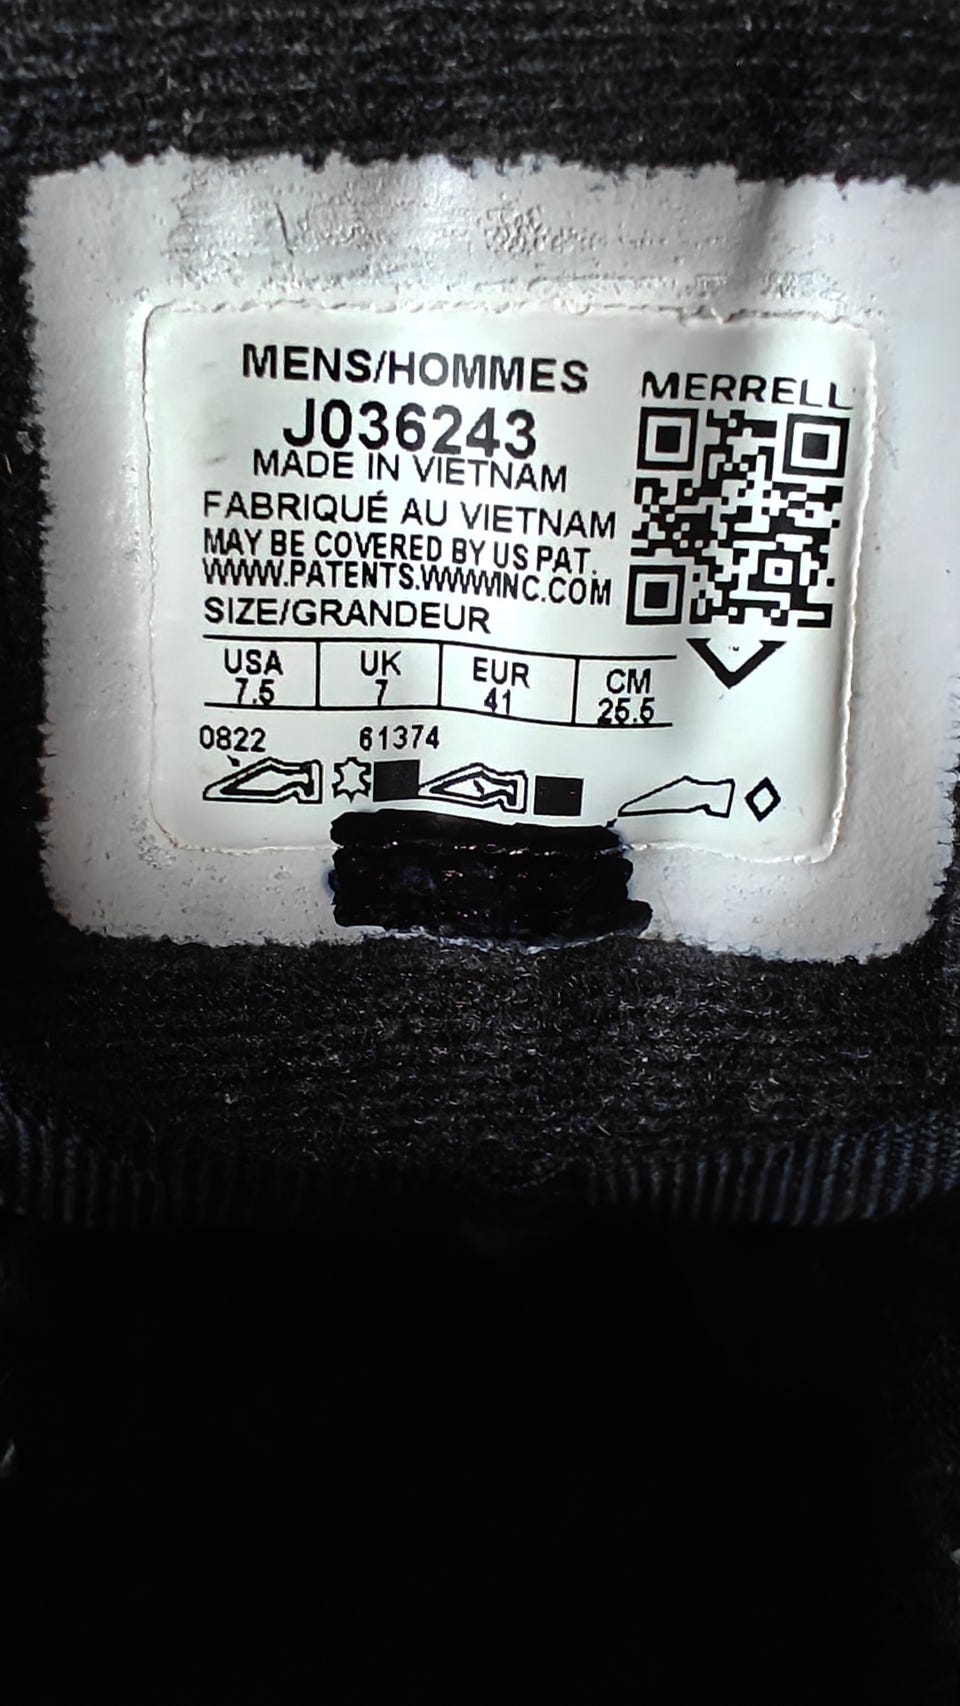 MENS/HOMMES
MERRELL
J036243
MADE IN VIETNAM
FABRIQUÉ AU VIETNAM
MAY BE COVERED BY US PAT.
WWW.PATENTS.WWWINC.COM
SIZE/GRANDEUR
USA UK EUR CM
7.5 7 41 25.5
0822 61374